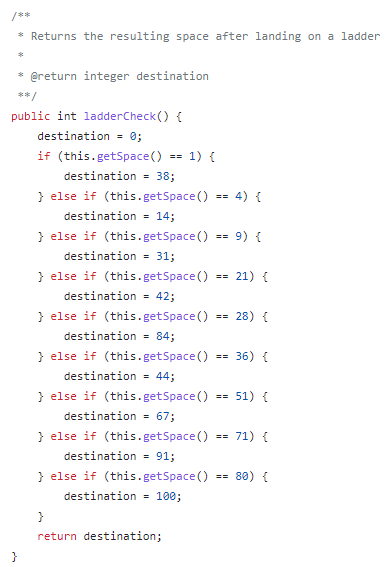 /**
 * Returns the resulting space after landing on a ladder
 *
 * @return integer destination
 **/
public int ladderCheck() {
    destination = 0;
    if (this.getSpace() == 1) {
        destination = 38;
    } else if (this.getSpace() == 4) {
        destination = 14;
    } else if (this.getSpace() == 9) {
        destination = 31;
    } else if (this.getSpace() == 21) {
        destination = 42;
    } else if (this.getSpace() == 28) {
        destination = 84;
    } else if (this.getSpace() == 36) {
        destination = 44;
    } else if (this.getSpace() == 51) {
        destination = 67;
    } else if (this.getSpace() == 71) {
        destination = 91;
    } else if (this.getSpace() == 80) {
        destination = 100;
    }
    return destination;
}